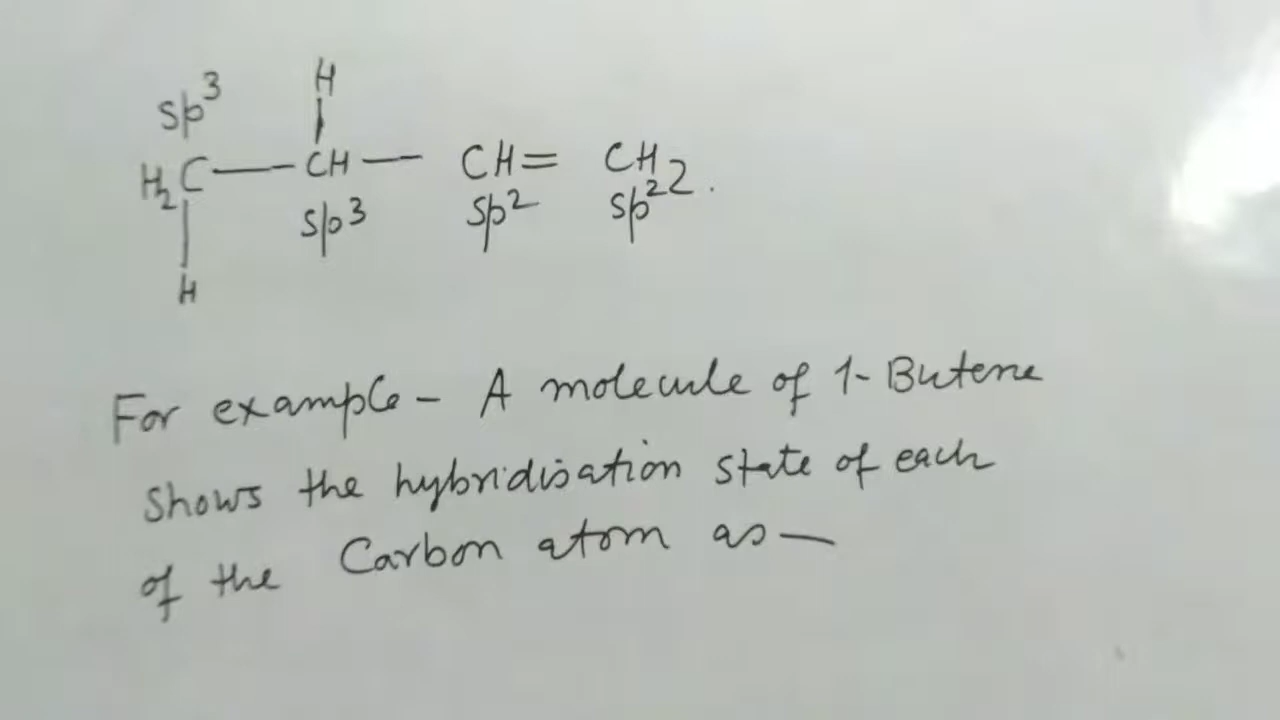 sp³ H
H₂C — CH — CH = CH₂.
sp³ sp² sp²
H
For example - A molecule of 1-Butene
shows the hybridisation state of each
of the Carbon atom as —